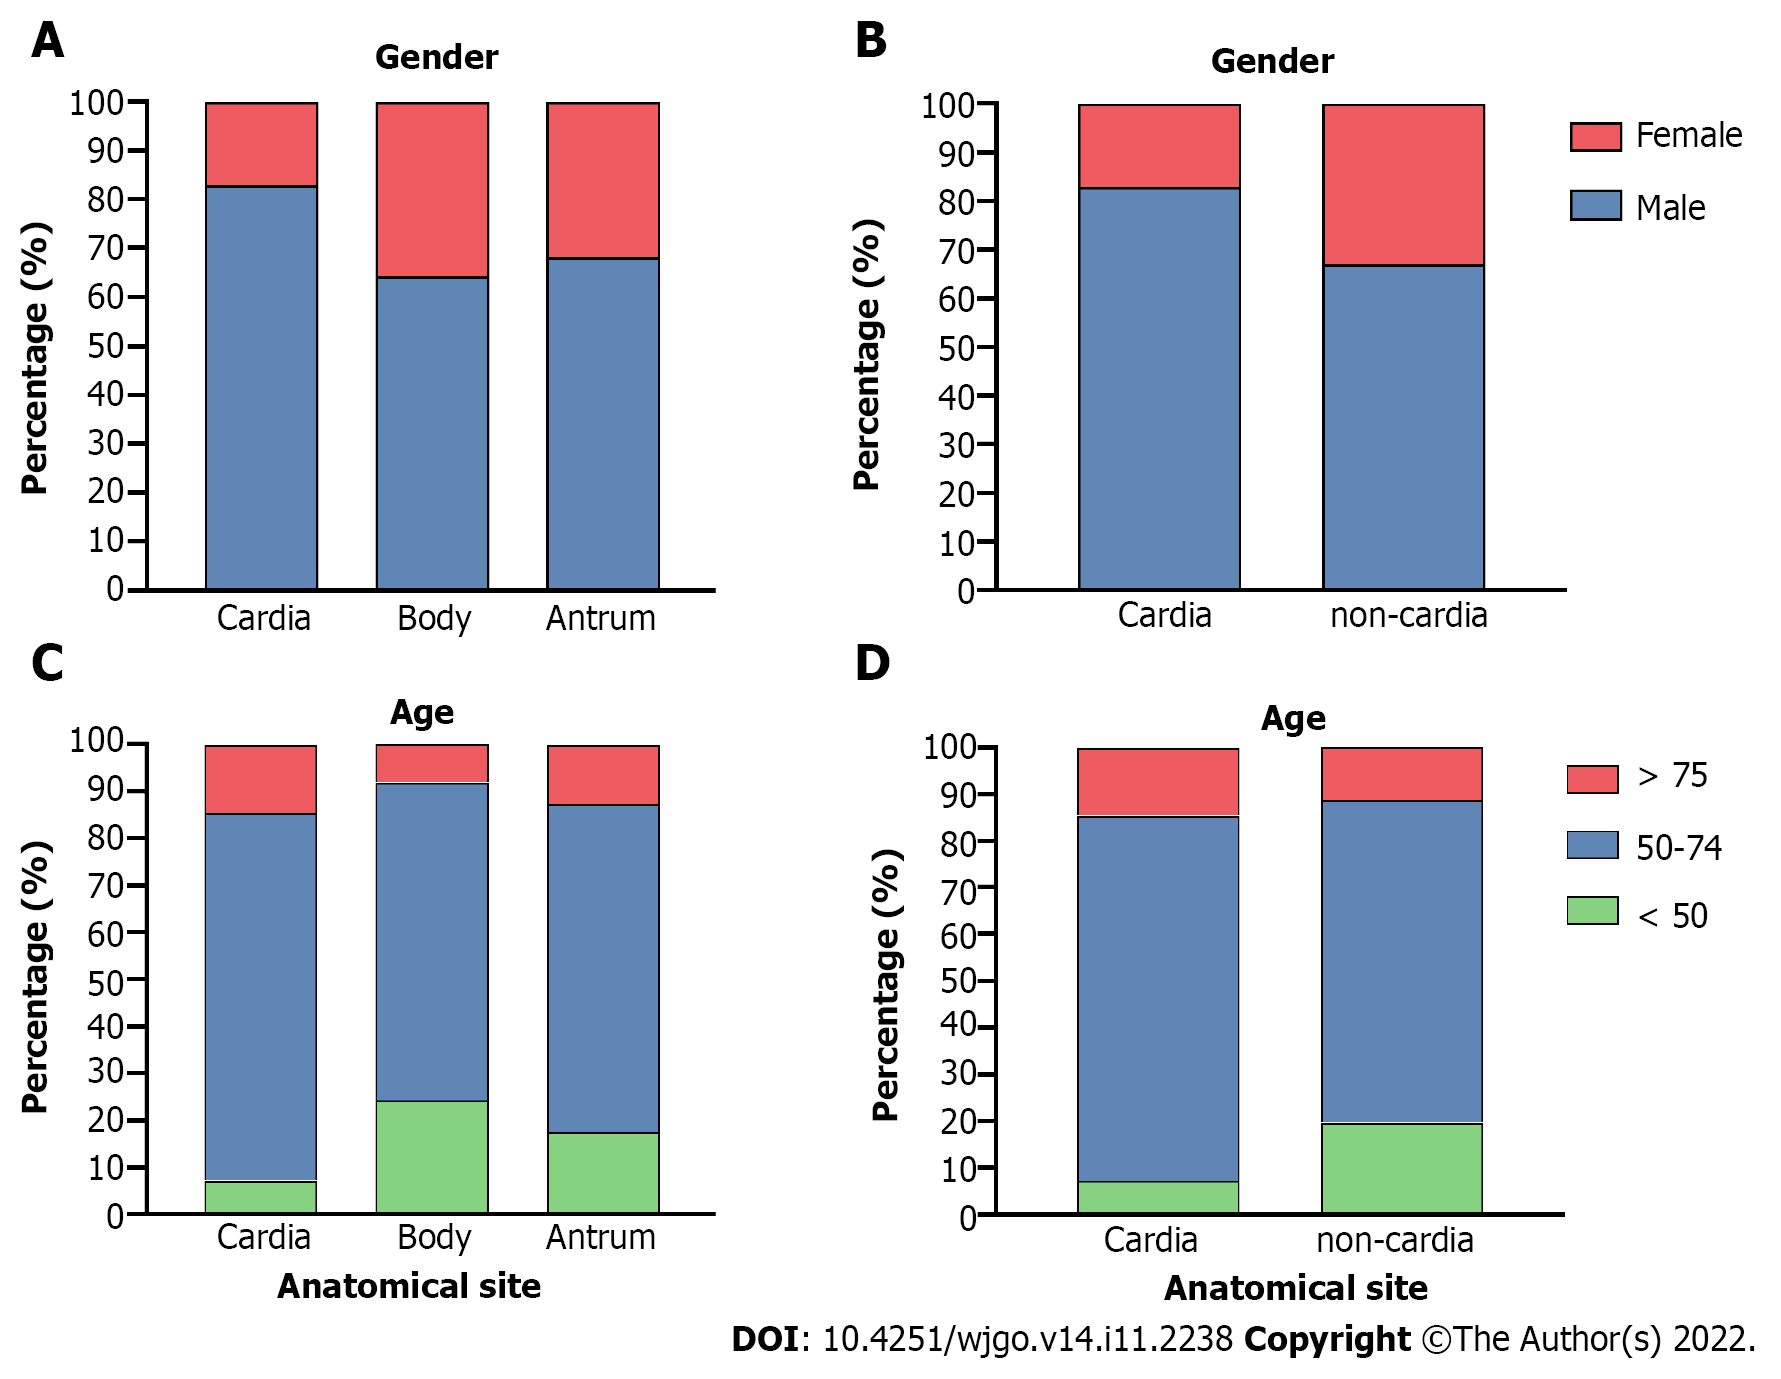 A
Gender
Percentage (%)
100
90
80
70
60
50
40
30
20
10
0
Cardia Body Antrum
B
Gender
Percentage (%)
100
90
80
70
60
50
40
30
20
10
0
Cardia non-cardia
Female
Male
C
Age
Percentage (%)
100
90
80
70
60
50
40
30
20
10
0
Cardia Body Antrum
Anatomical site
D
Age
Percentage (%)
100
90
80
70
60
50
40
30
20
10
0
Cardia non-cardia
Anatomical site
> 75
50-74
< 50
DOI: 10.4251/wjgo.v14.i11.2238 Copyright ©The Author(s) 2022.